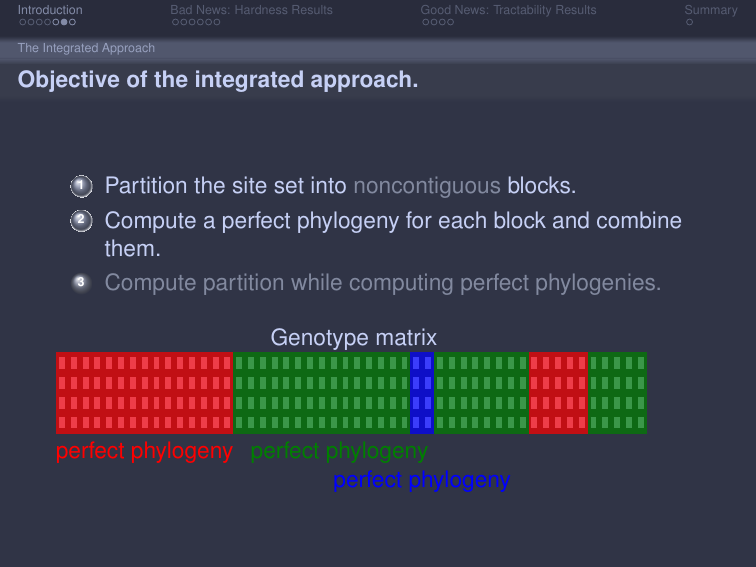 Introduction Bad News: Hardness Results Good News: Tractability Results Summary
The Integrated Approach
Objective of the integrated approach.
1 Partition the site set into noncontiguous blocks.
2 Compute a perfect phylogeny for each block and combine
them.
3 Compute partition while computing perfect phylogenies.
Genotype matrix
perfect phylogeny perfect phylogeny
perfect phylogeny